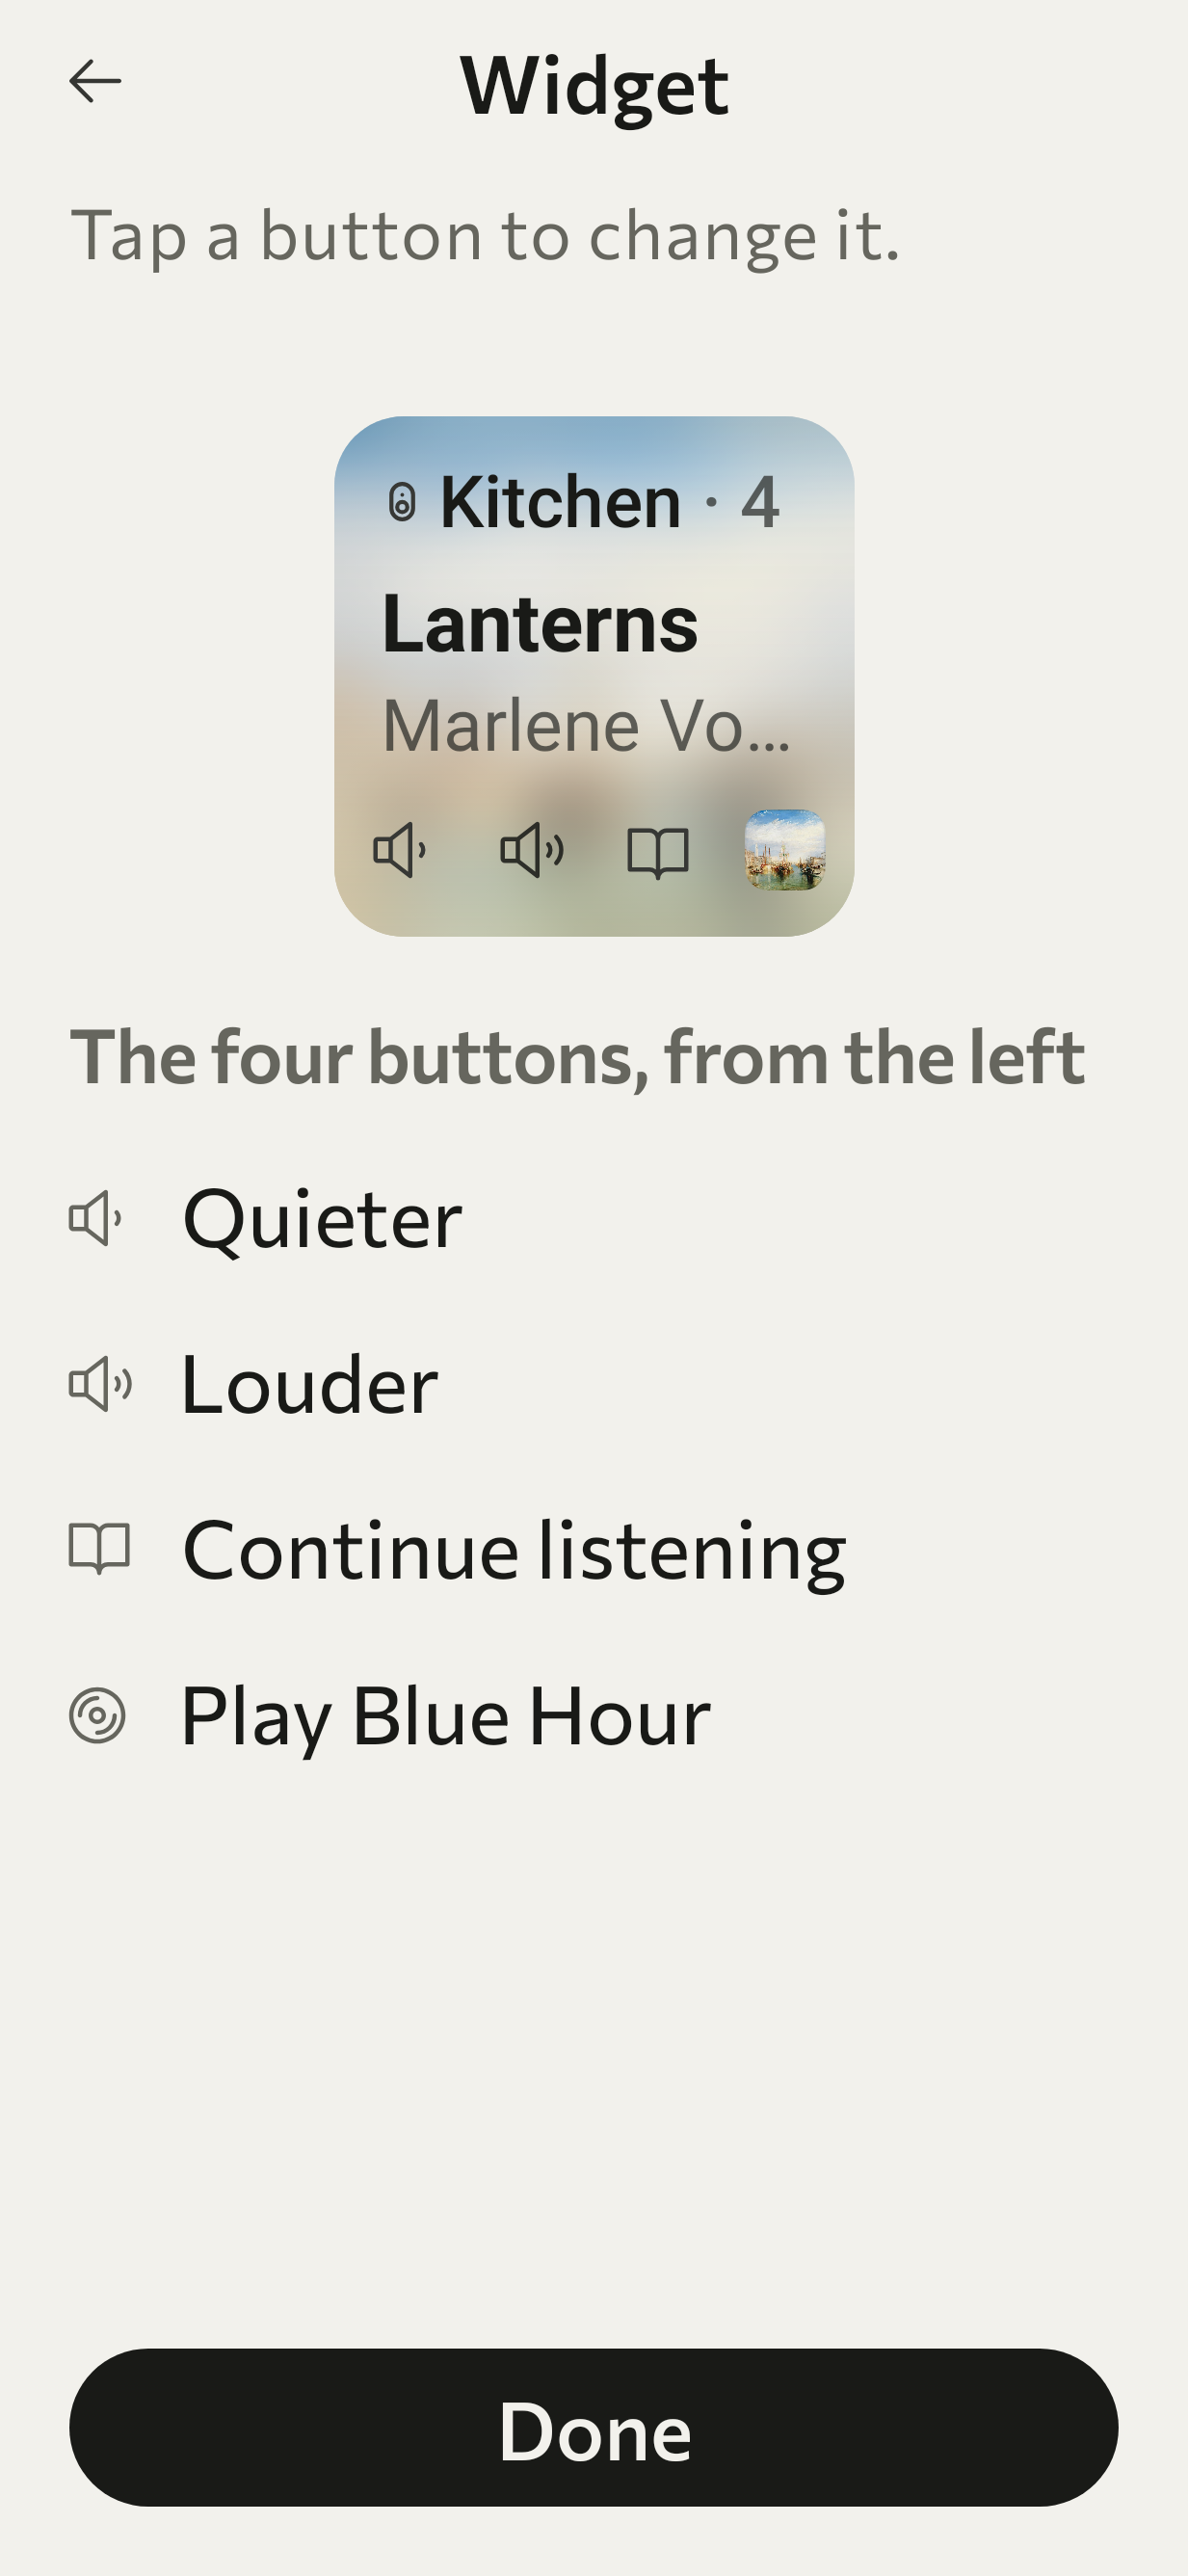 Widget
Tap a button to change it.
Kitchen · 4
Lanterns
Marlene Vo…
The four buttons, from the left
Quieter
Louder
Continue listening
Play Blue Hour
Done